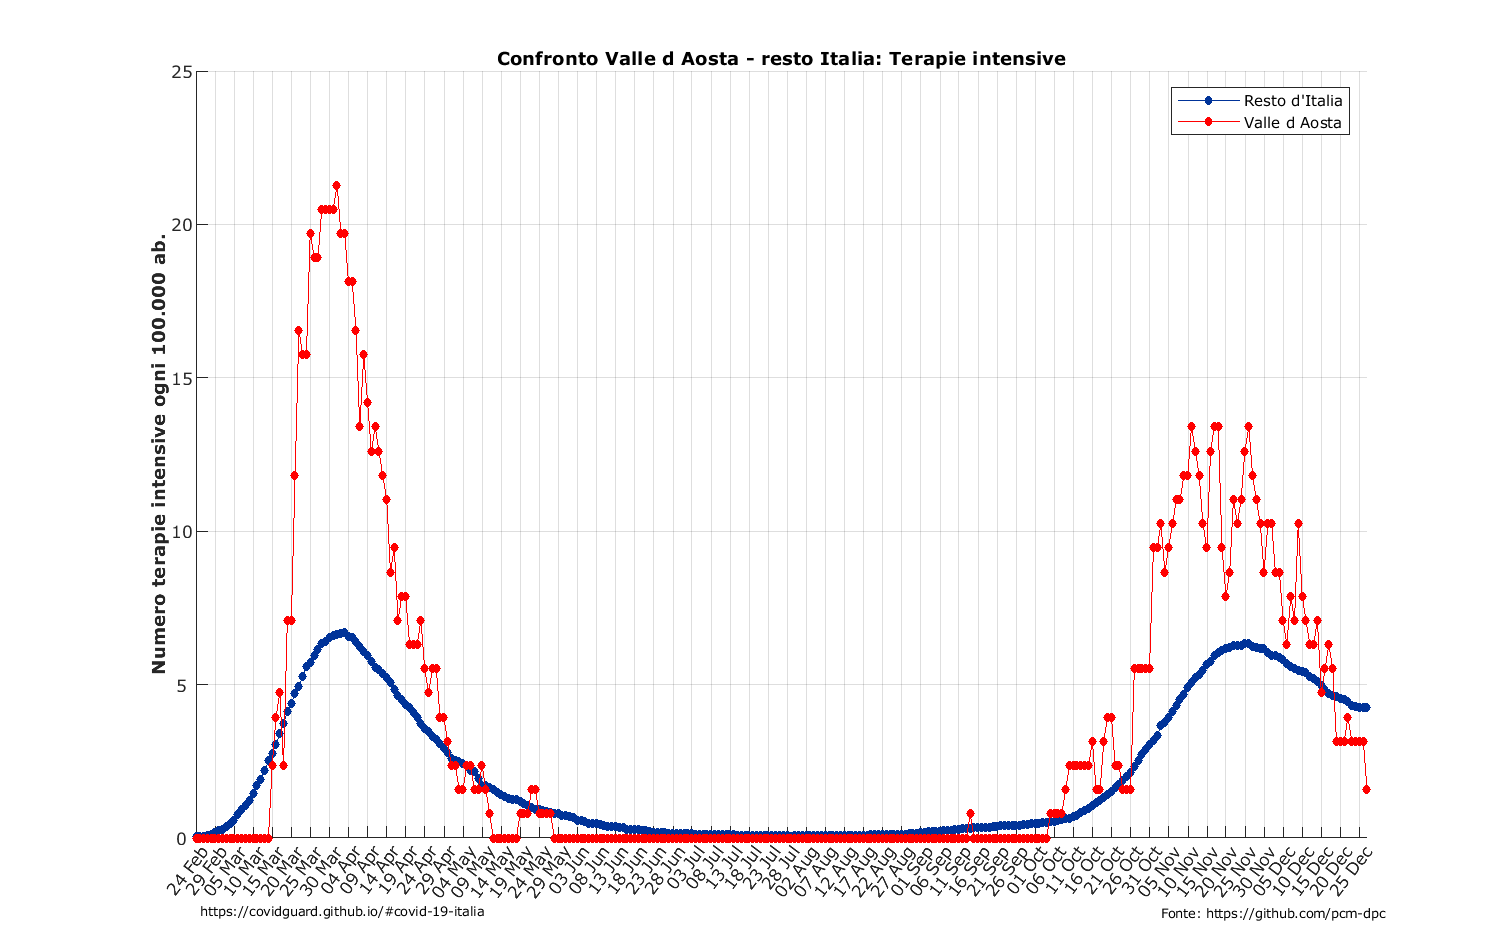 Confronto Valle d Aosta - resto Italia: Terapie intensive
Resto d'Italia
Valle d Aosta
Numero terapie intensive ogni 100.000 ab.
25
20
15
10
5
0
24 Feb
29 Feb
05 Mar
10 Mar
15 Mar
20 Mar
25 Mar
30 Mar
04 Apr
09 Apr
14 Apr
19 Apr
24 Apr
29 Apr
04 May
09 May
14 May
19 May
24 May
29 May
03 Jun
08 Jun
13 Jun
18 Jun
23 Jun
28 Jun
03 Jul
08 Jul
13 Jul
18 Jul
23 Jul
28 Jul
02 Aug
07 Aug
12 Aug
17 Aug
22 Aug
27 Aug
01 Sep
06 Sep
11 Sep
16 Sep
21 Sep
26 Sep
01 Oct
06 Oct
11 Oct
16 Oct
21 Oct
26 Oct
31 Oct
05 Nov
10 Nov
15 Nov
20 Nov
25 Nov
30 Nov
05 Dec
10 Dec
15 Dec
20 Dec
25 Dec
https://covidguard.github.io/#covid-19-italia
Fonte: https://github.com/pcm-dpc